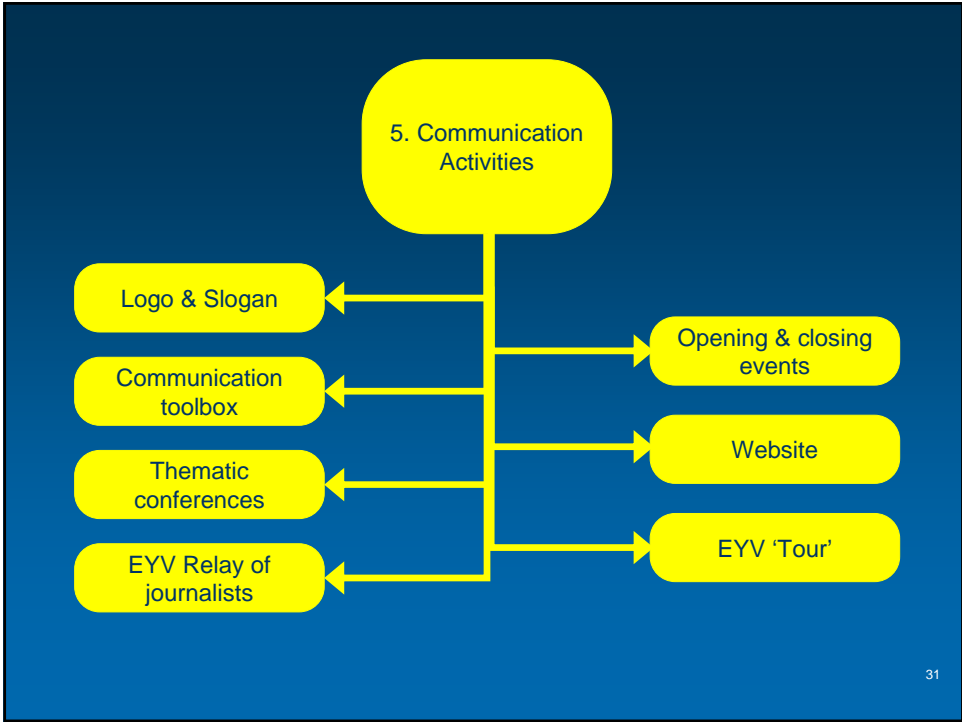 5. Communication
Activities
Logo & Slogan
Communication
toolbox
Thematic
conferences
EYV Relay of
journalists
Opening & closing
events
Website
EYV ‘Tour’
31